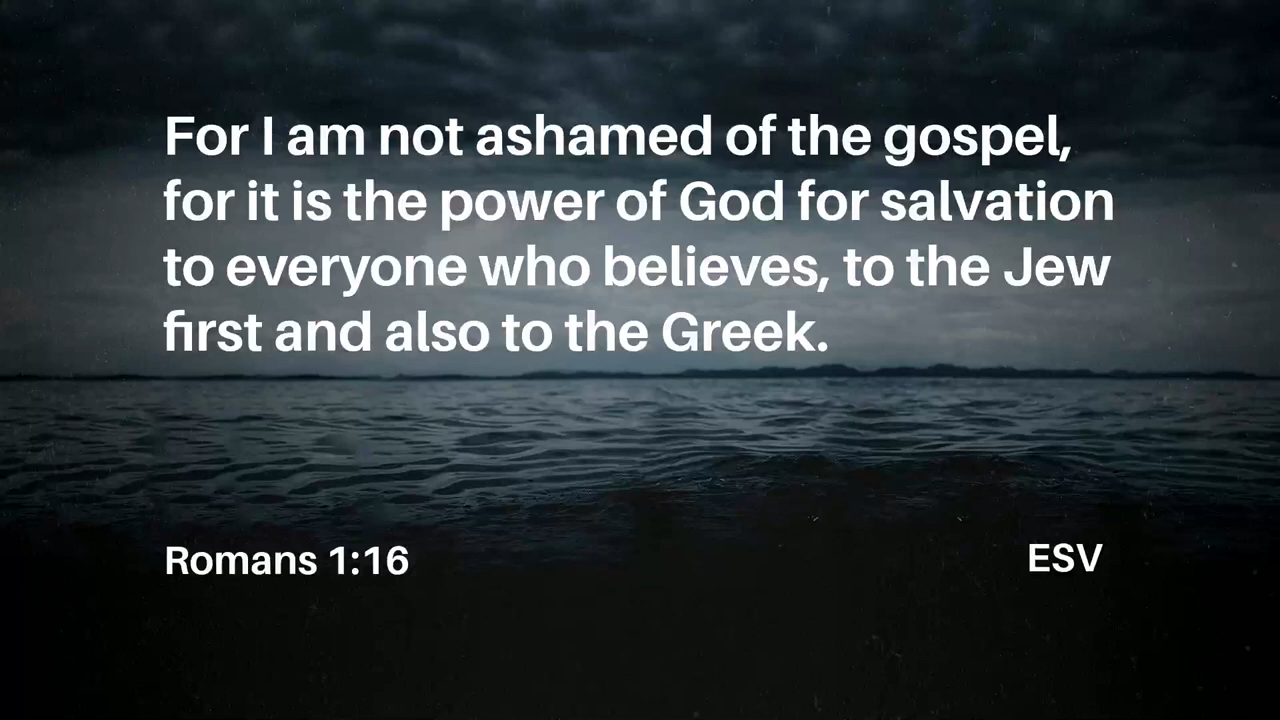 For I am not ashamed of the gospel,
for it is the power of God for salvation
to everyone who believes, to the Jew
first and also to the Greek.
Romans 1:16
ESV